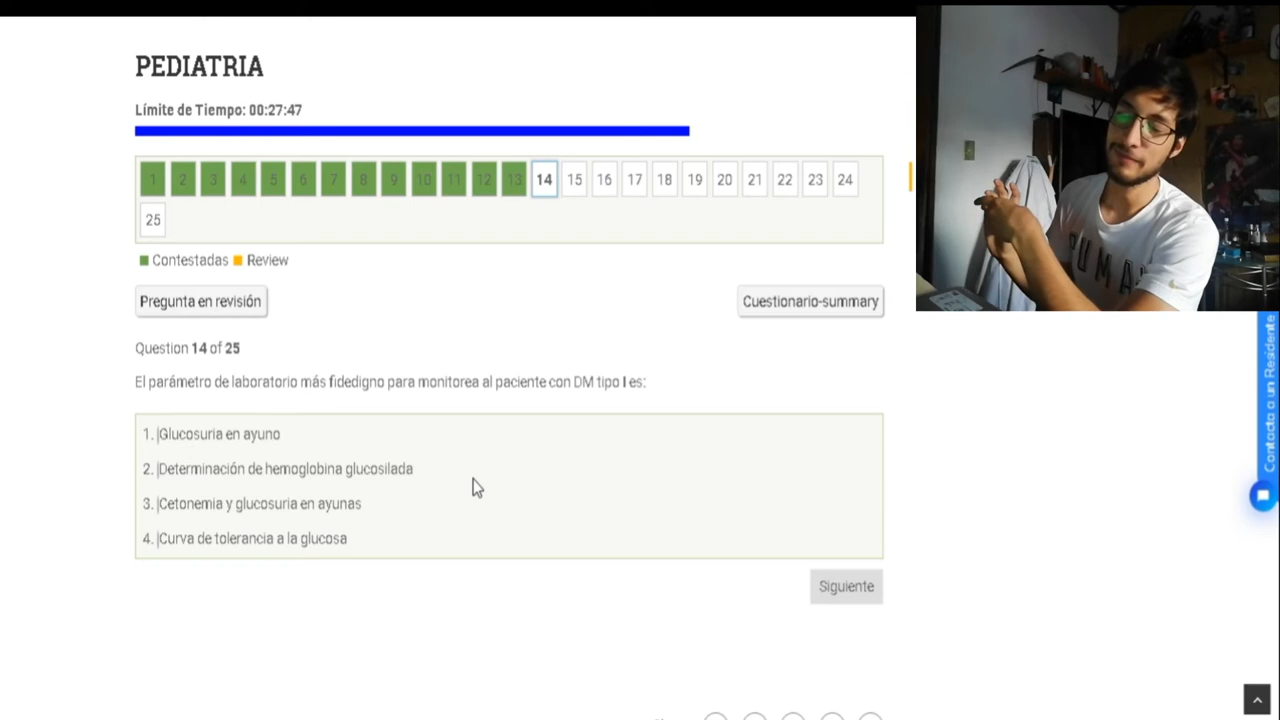 PEDIATRIA
Límite de Tiempo: 00:27:47
1 2 3 4 5 6 7 8 9 10 11 12 13 14 15 16 17 18 19 20 21 22 23 24
25
Contestadas Review
Pregunta en revisión
Cuestionario-summary
Question 14 of 25
El parámetro de laboratorio más fidedigno para monitorea al paciente con DM tipo I es:
1. Glucosuria en ayuno
2. Determinación de hemoglobina glucosilada
3. Cetonemia y glucosuria en ayunas
4. Curva de tolerancia a la glucosa
Siguiente
Contacta a un Residente
PUMA